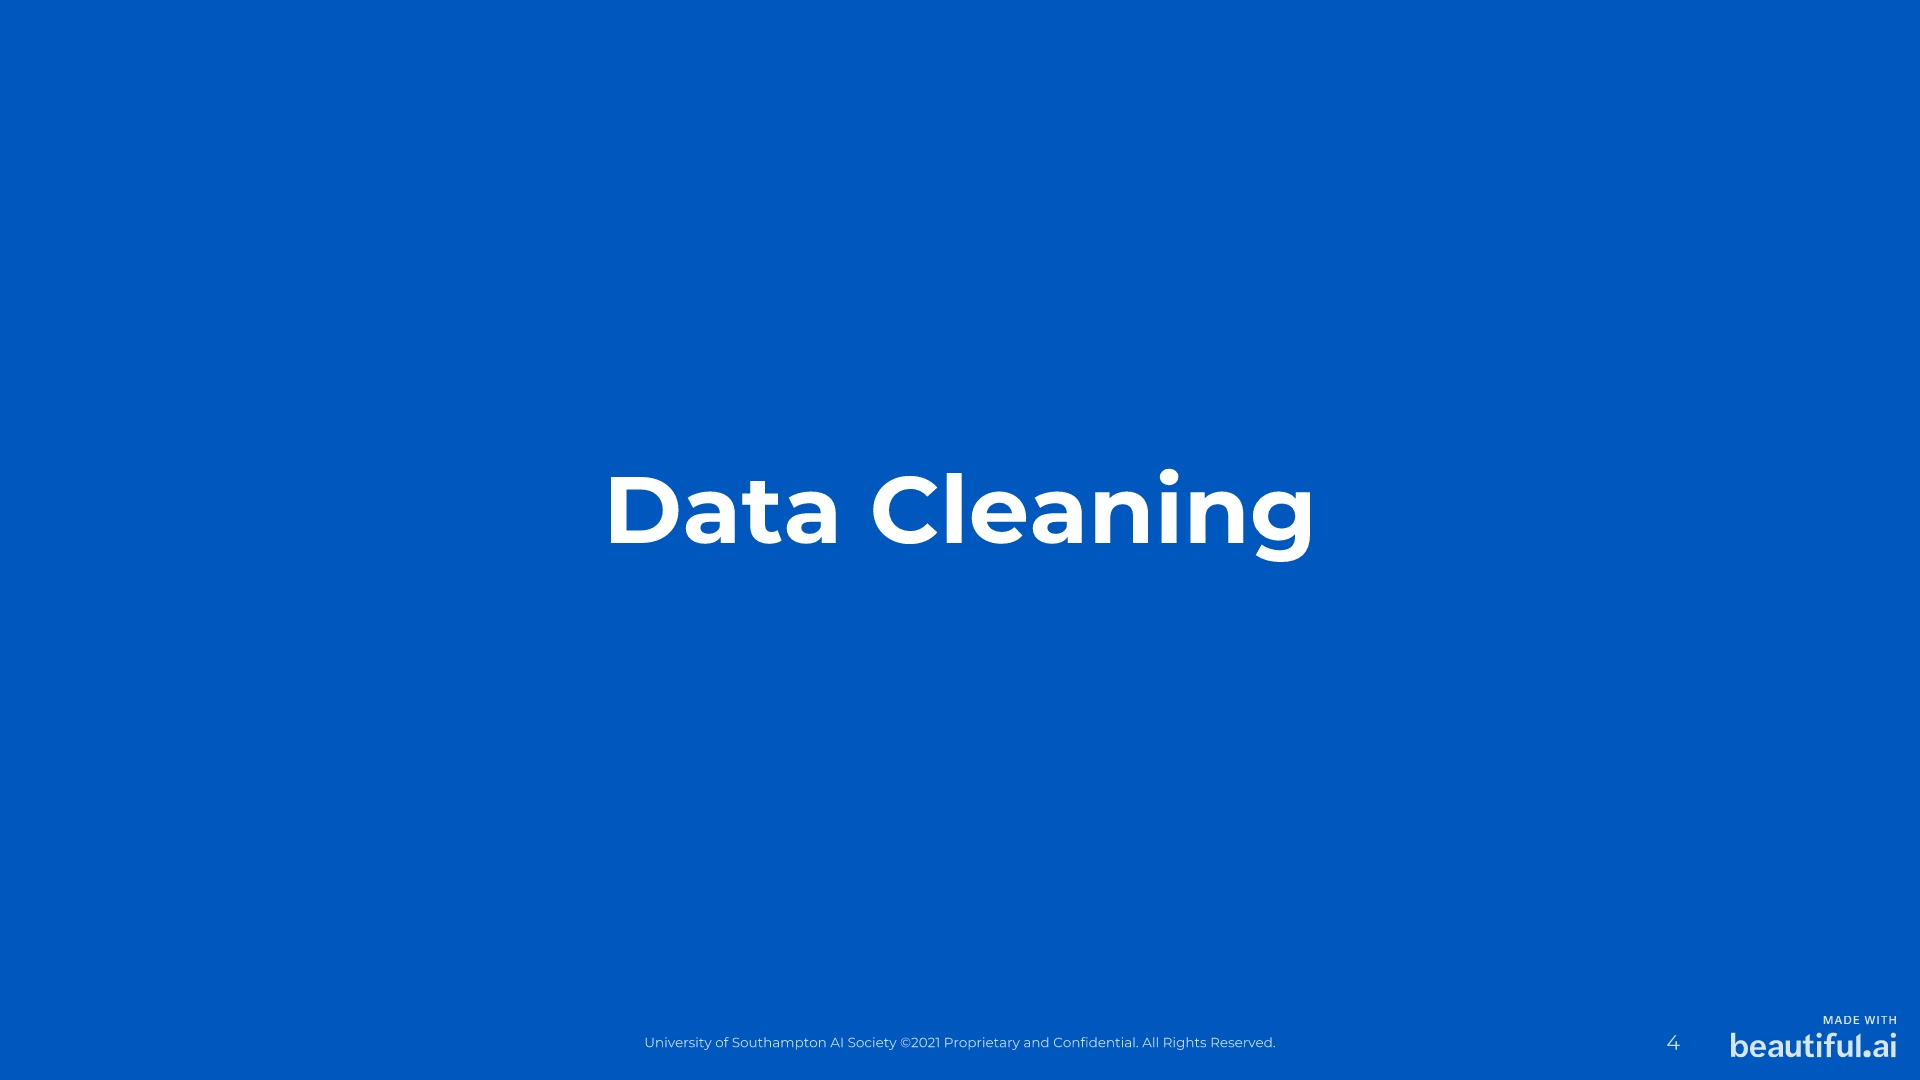 Data Cleaning
University of Southampton AI Society ©2021 Proprietary and Confidential. All Rights Reserved.
4
MADE WITH
beautiful.ai